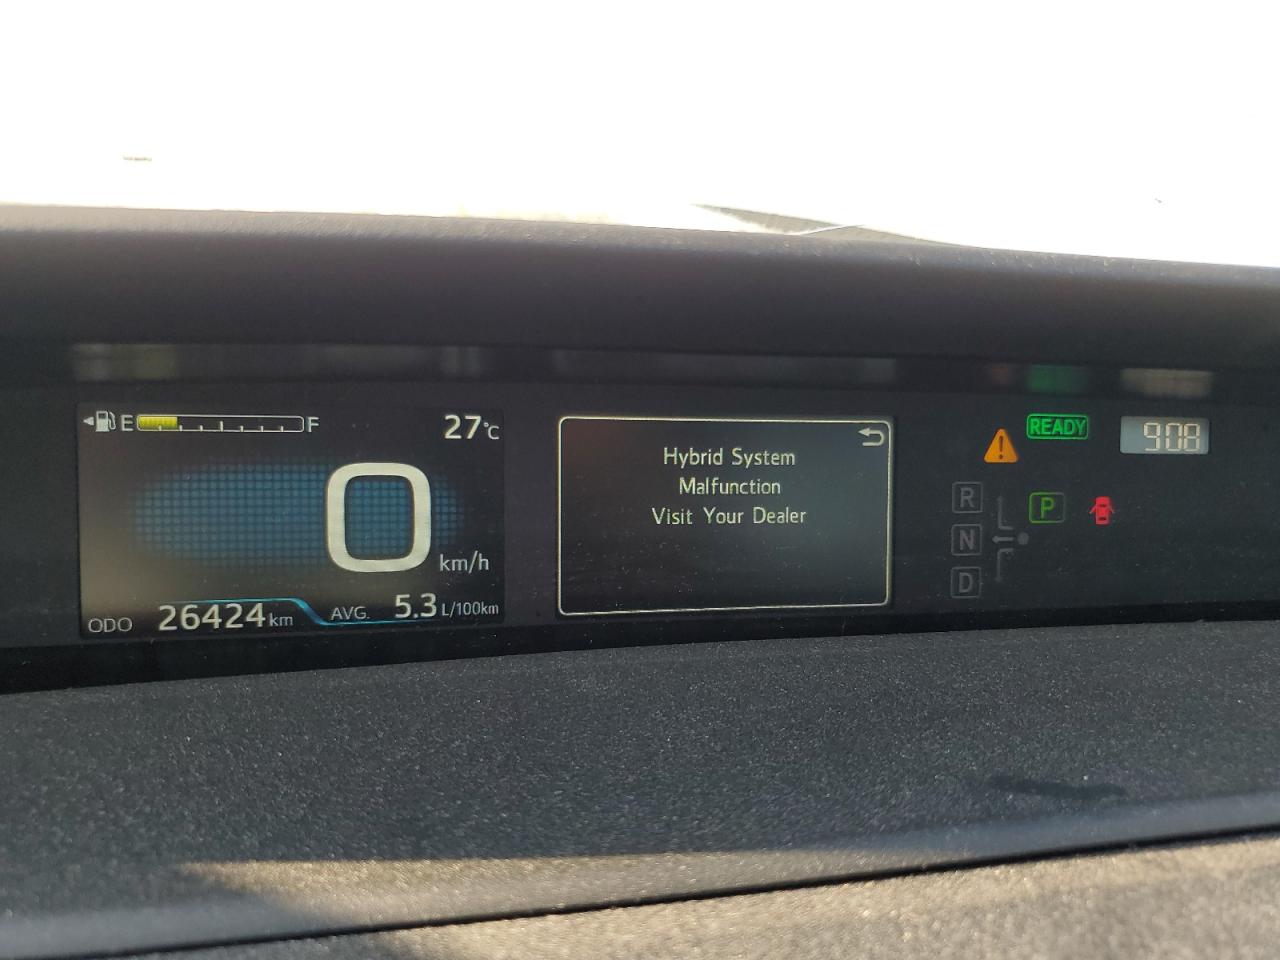 E F 27°C
0 km/h
ODO 26424 km AVG. 5.3 L/100km
Hybrid System
Malfunction
Visit Your Dealer
READY 908
R P
N
D